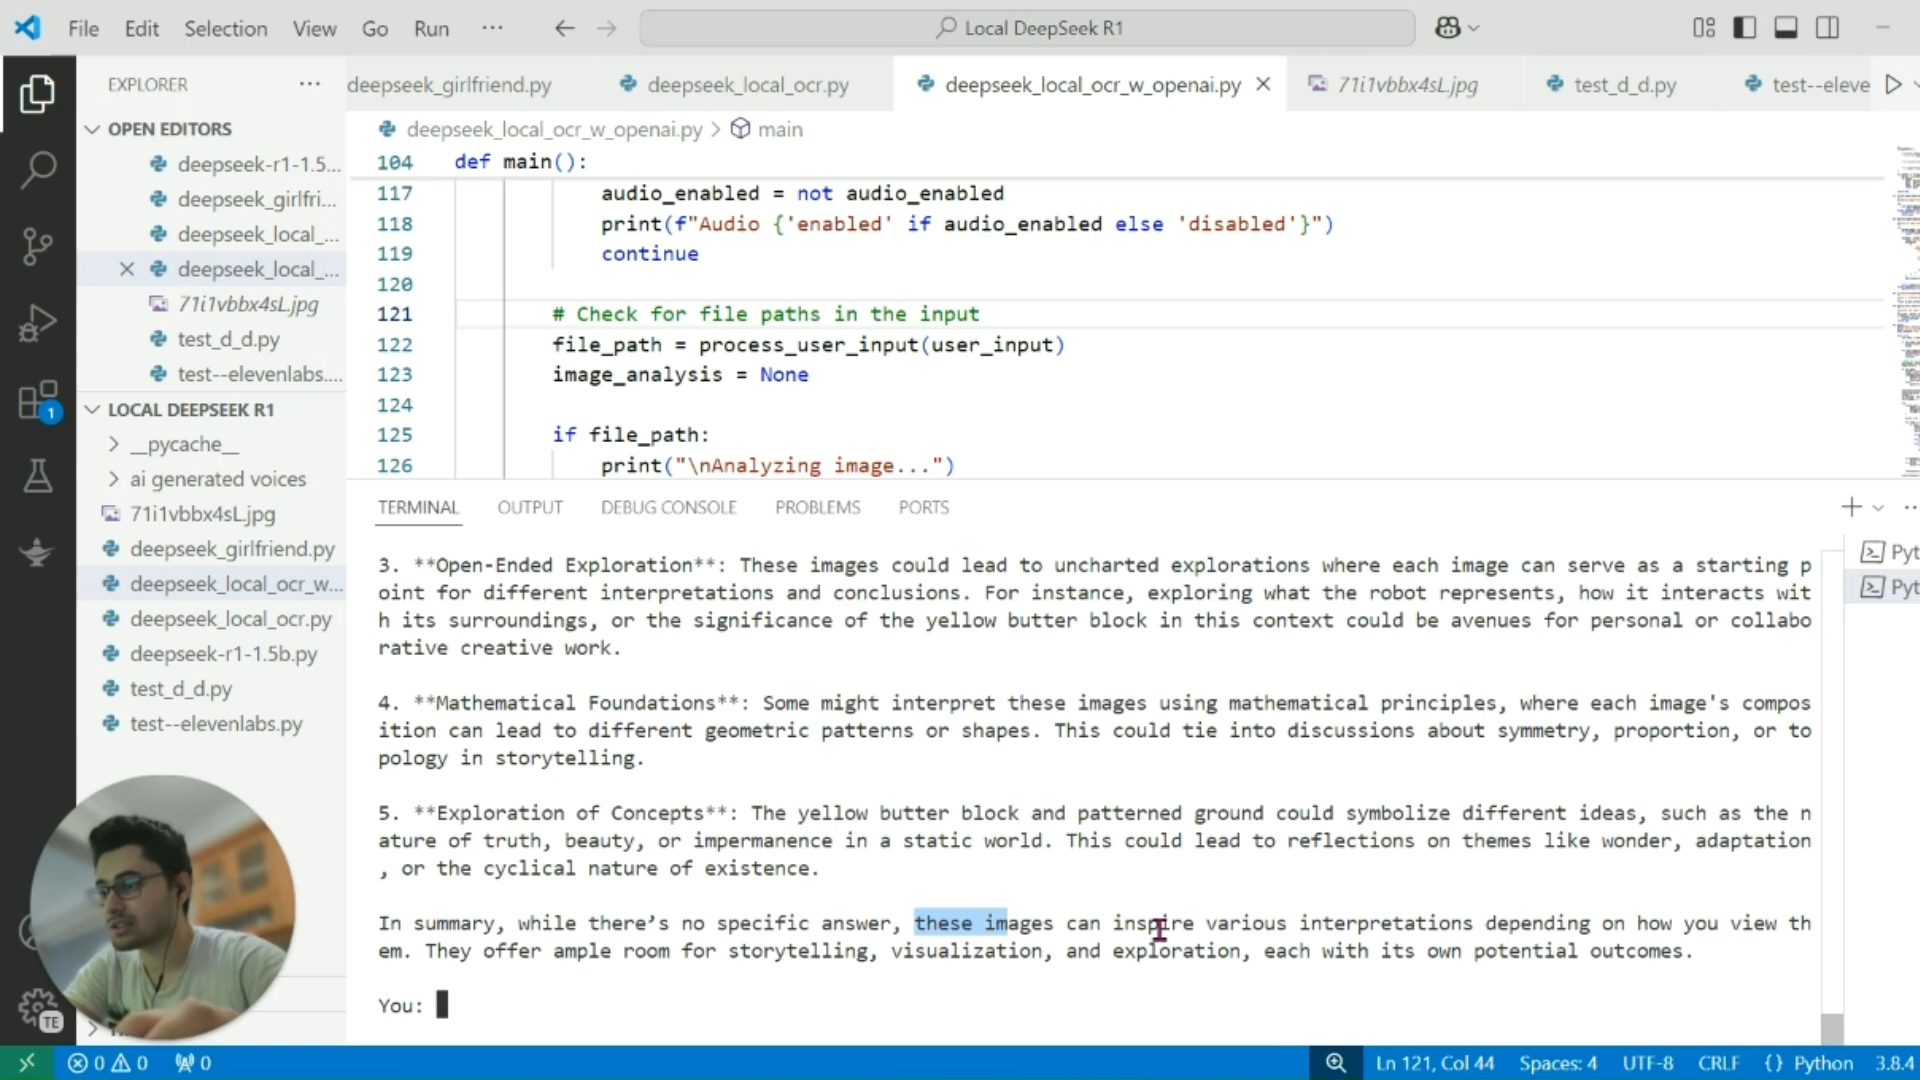 File Edit Selection View Go Run ··· Local DeepSeek R1
EXPLORER ···
deepseek_girlfriend.py deepseek_local_ocr.py deepseek_local_ocr_w_openai.py 71i1vbbx4sL.jpg test_d_d.py test--eleve
OPEN EDITORS
deepseek-r1-1.5...
deepseek_girlfri...
deepseek_local_...
deepseek_local_...
71i1vbbx4sL.jpg
test_d_d.py
test--elevenlabs....
LOCAL DEEPSEEK R1
__pycache__
ai generated voices
71i1vbbx4sL.jpg
deepseek_girlfriend.py
deepseek_local_ocr_w...
deepseek_local_ocr.py
deepseek-r1-1.5b.py
test_d_d.py
test--elevenlabs.py
1
TE
deepseek_local_ocr_w_openai.py > main
104 def main():
117 audio_enabled = not audio_enabled
118 print(f"Audio {'enabled' if audio_enabled else 'disabled'}")
119 continue
120
121 # Check for file paths in the input
122 file_path = process_user_input(user_input)
123 image_analysis = None
124
125 if file_path:
126 print("\nAnalyzing image...")
TERMINAL OUTPUT DEBUG CONSOLE PROBLEMS PORTS
Pyt
Pyt
3. **Open-Ended Exploration**: These images could lead to uncharted explorations where each image can serve as a starting p
oint for different interpretations and conclusions. For instance, exploring what the robot represents, how it interacts wit
h its surroundings, or the significance of the yellow butter block in this context could be avenues for personal or collabo
rative creative work.
4. **Mathematical Foundations**: Some might interpret these images using mathematical principles, where each image's compos
ition can lead to different geometric patterns or shapes. This could tie into discussions about symmetry, proportion, or to
pology in storytelling.
5. **Exploration of Concepts**: The yellow butter block and patterned ground could symbolize different ideas, such as the n
ature of truth, beauty, or impermanence in a static world. This could lead to reflections on themes like wonder, adaptation
, or the cyclical nature of existence.
In summary, while there’s no specific answer, these images can inspire various interpretations depending on how you view th
em. They offer ample room for storytelling, visualization, and exploration, each with its own potential outcomes.
You:
0 0 0 Ln 121, Col 44 Spaces: 4 UTF-8 CRLF {} Python 3.8.4